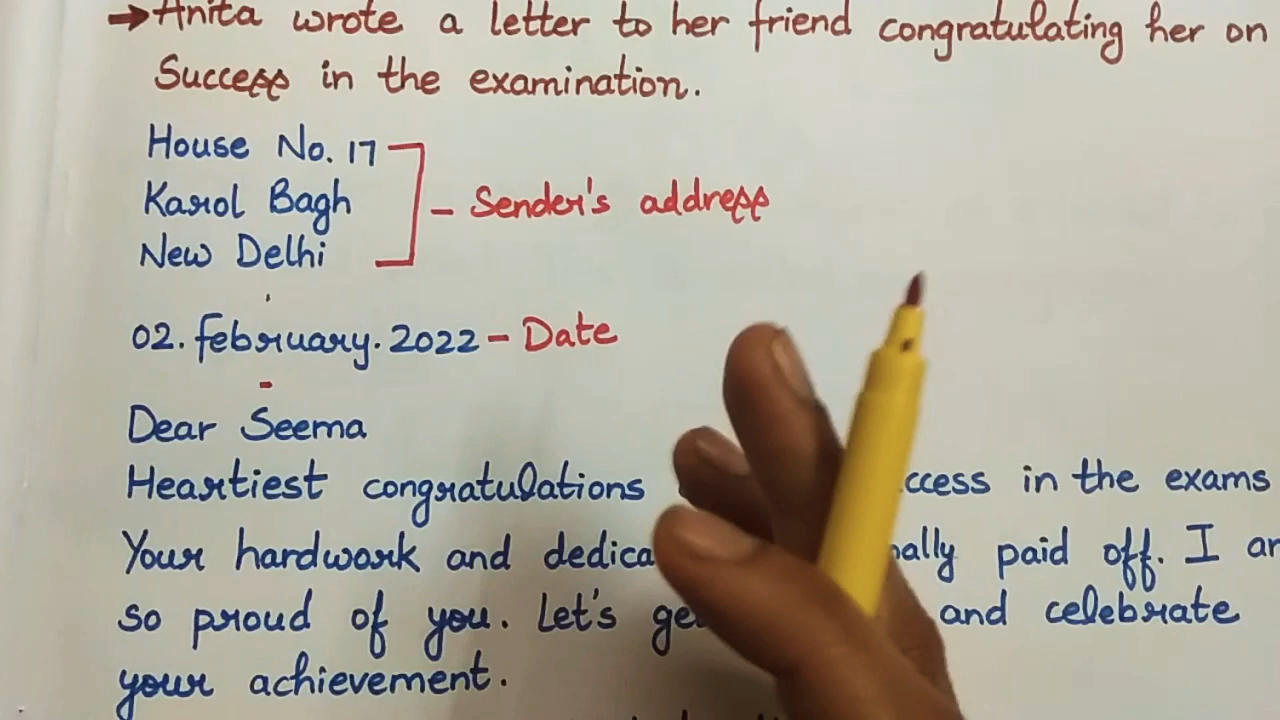 → Anita wrote a letter to her friend congratulating her on
Success in the examination.
House No. 17
Karol Bagh
New Delhi
- Sender's address
02. february. 2022 - Date
Dear Seema
Heartiest congratulations ccess in the exams
Your hardwork and dedica nally paid off. I am
so proud of you. Let's ge and celebrate
your achievement.